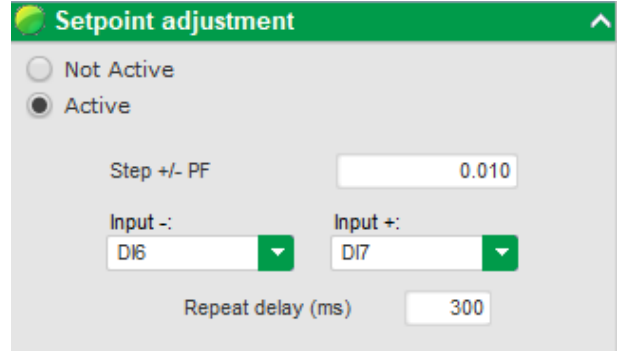 Setpoint adjustment
Not Active
Active
Step +/- PF 0.010
Input -: Input +:
DI6 DI7
Repeat delay (ms) 300